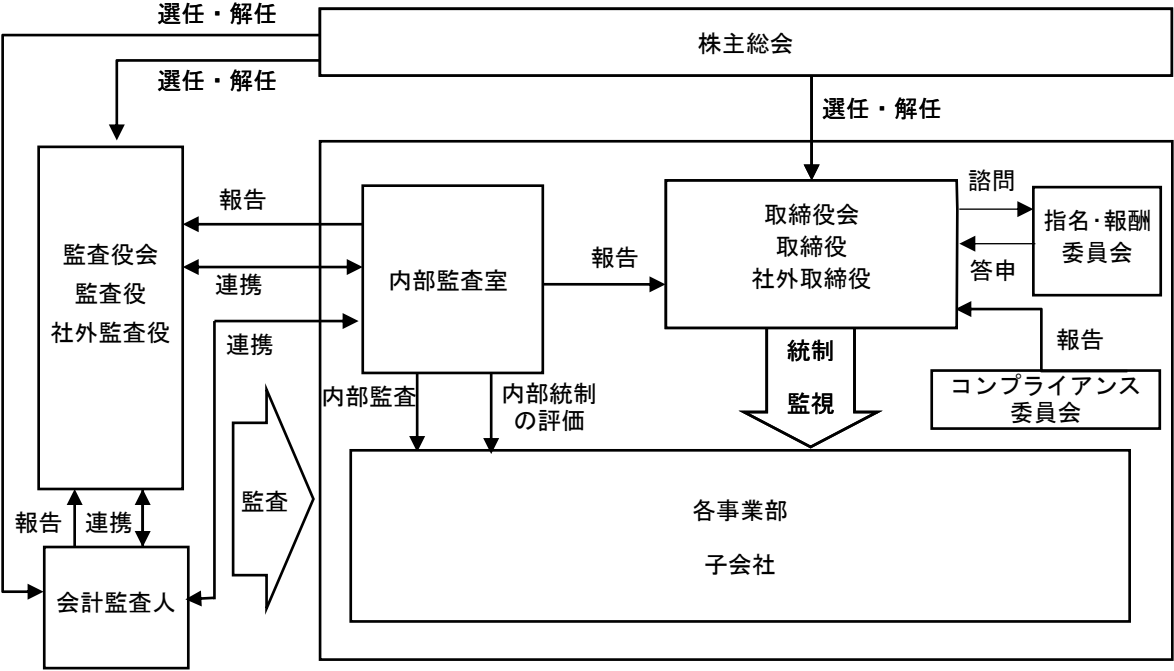 選任・解任
株主総会
選任・解任
選任・解任
報告
連携
連携
監査役会
監査役
社外監査役
内部監査室
報告
取締役会
取締役
社外取締役
諮問
答申
指名・報酬
委員会
報告
コンプライアンス
委員会
統制
監視
内部監査
内部統制
の評価
監査
各事業部
子会社
報告
連携
会計監査人